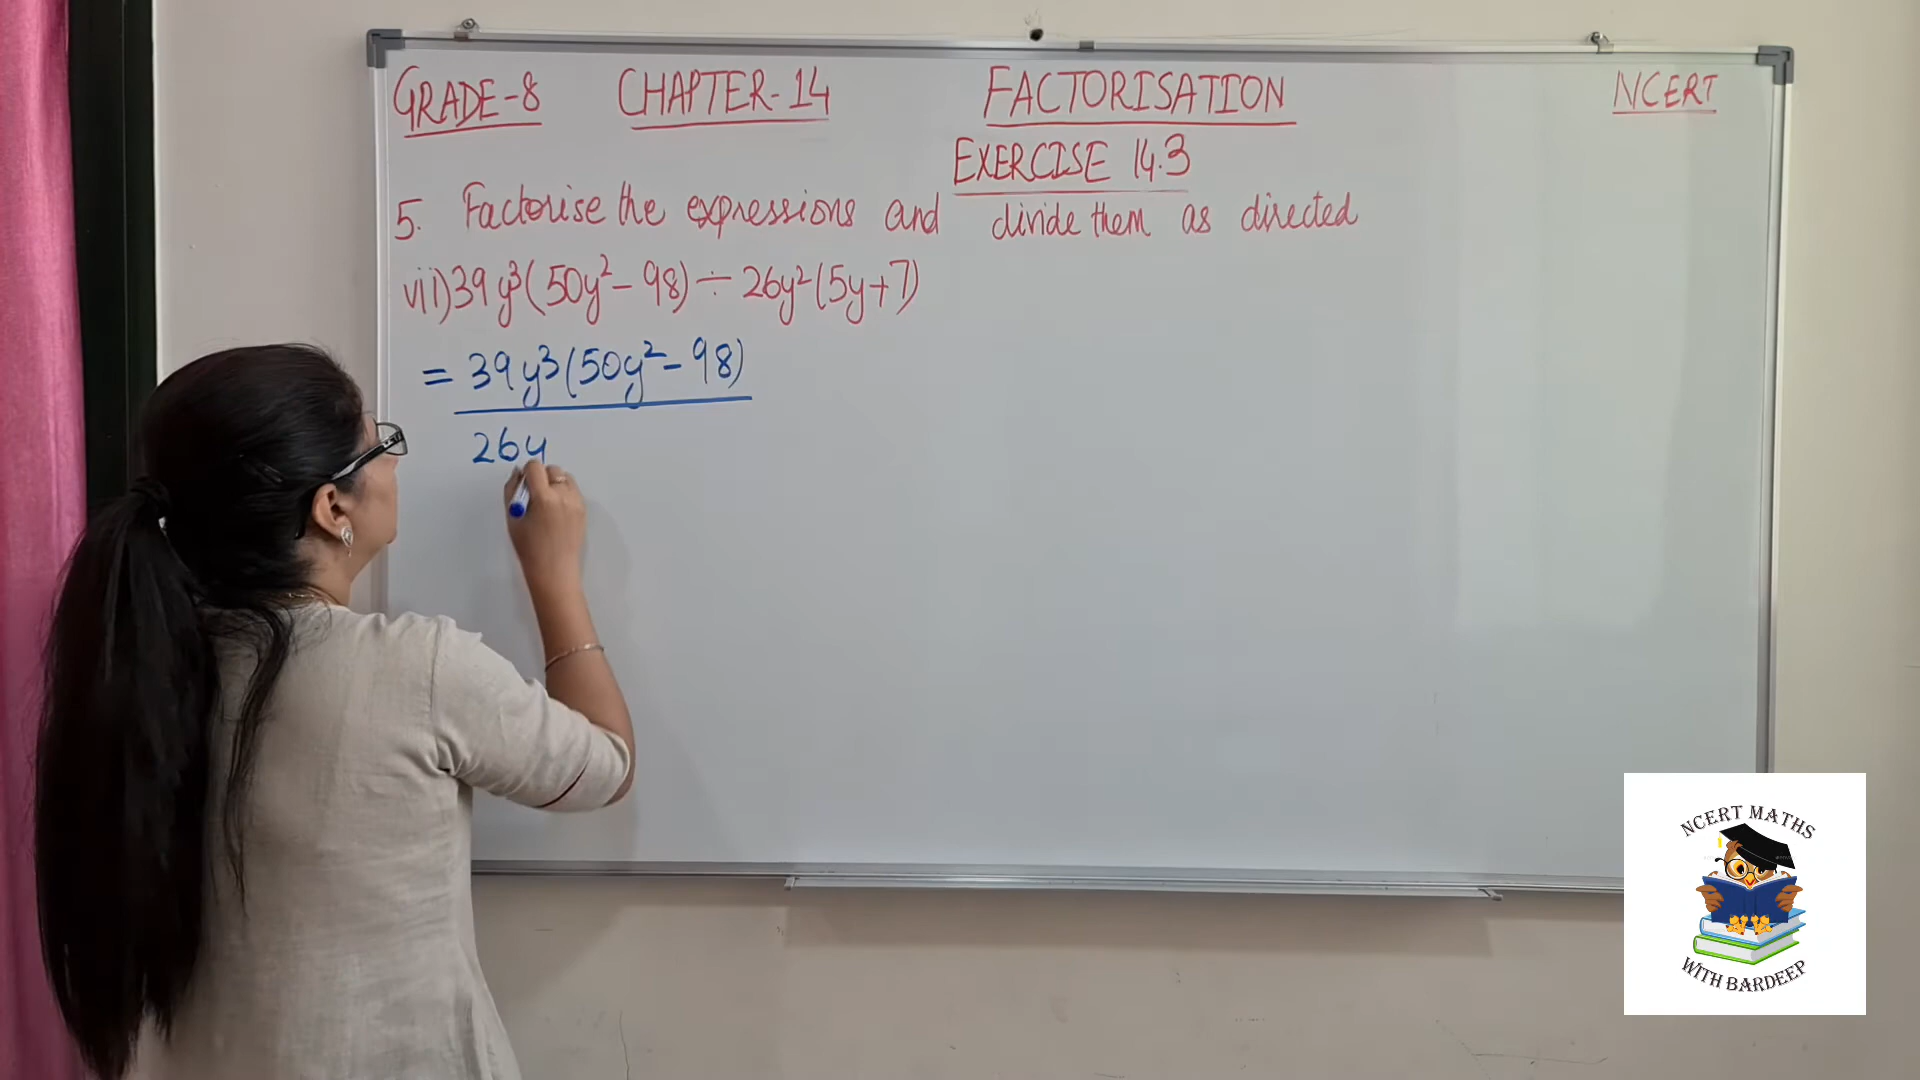 GRADE-8 CHAPTER-14 FACTORISATION NCERT
EXERCISE 14.3
5. Factorise the expressions and divide them as directed
vii) 39y³(50y² - 98) ÷ 26y²(5y+7)
= 39y³(50y² - 98)
26y
NCERT MATHS
WITH BARDEEP